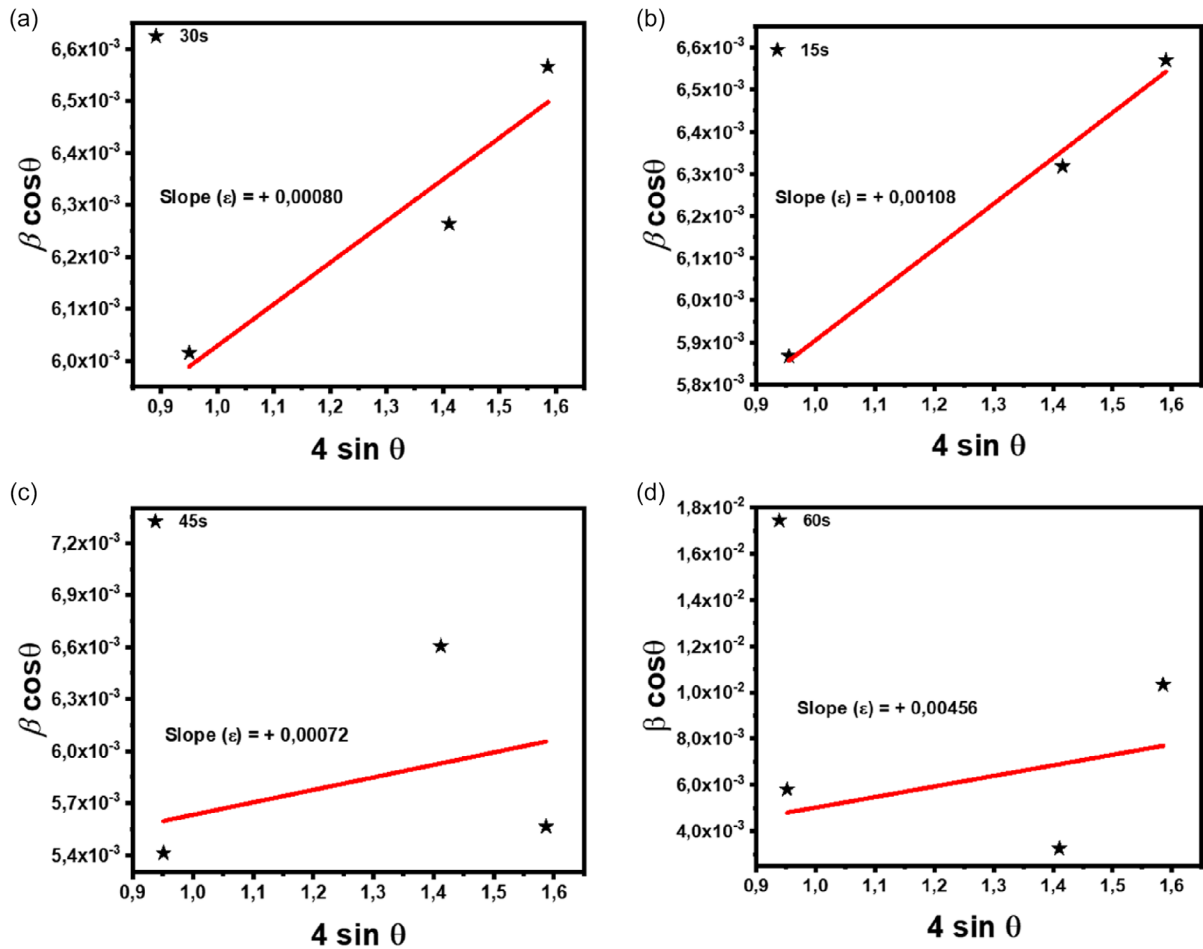 (a)
30s
6,6x10⁻³
6,5x10⁻³
6,4x10⁻³
6,3x10⁻³
6,2x10⁻³
6,1x10⁻³
6,0x10⁻³
β cosθ
Slope (ε) = + 0,00080
0,9 1,0 1,1 1,2 1,3 1,4 1,5 1,6
4 sin θ
(b)
15s
6,6x10⁻³
6,5x10⁻³
6,4x10⁻³
6,3x10⁻³
6,2x10⁻³
6,1x10⁻³
6,0x10⁻³
5,9x10⁻³
5,8x10⁻³
β cosθ
Slope (ε) = + 0,00108
0,9 1,0 1,1 1,2 1,3 1,4 1,5 1,6
4 sin θ
(c)
45s
7,2x10⁻³
6,9x10⁻³
6,6x10⁻³
6,3x10⁻³
6,0x10⁻³
5,7x10⁻³
5,4x10⁻³
β cosθ
Slope (ε) = + 0,00072
0,9 1,0 1,1 1,2 1,3 1,4 1,5 1,6
4 sin θ
(d)
60s
1,8x10⁻²
1,6x10⁻²
1,4x10⁻²
1,2x10⁻²
1,0x10⁻²
8,0x10⁻³
6,0x10⁻³
4,0x10⁻³
β cosθ
Slope (ε) = + 0,00456
0,9 1,0 1,1 1,2 1,3 1,4 1,5 1,6
4 sin θ